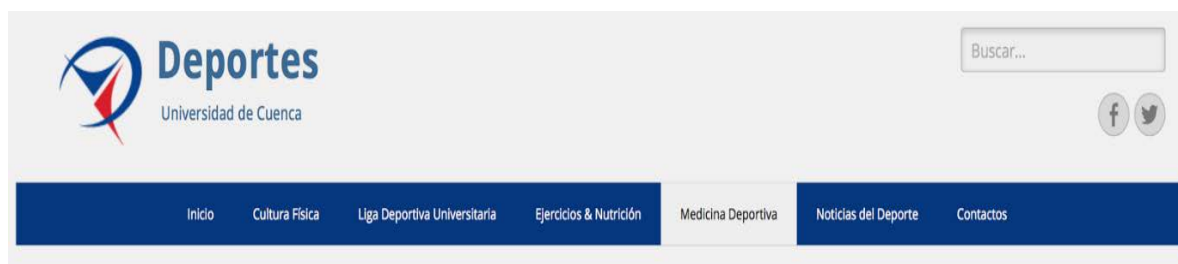 Deportes
Universidad de Cuenca
Buscar...
Inicio Cultura Física Liga Deportiva Universitaria Ejercicios & Nutrición Medicina Deportiva Noticias del Deporte Contactos